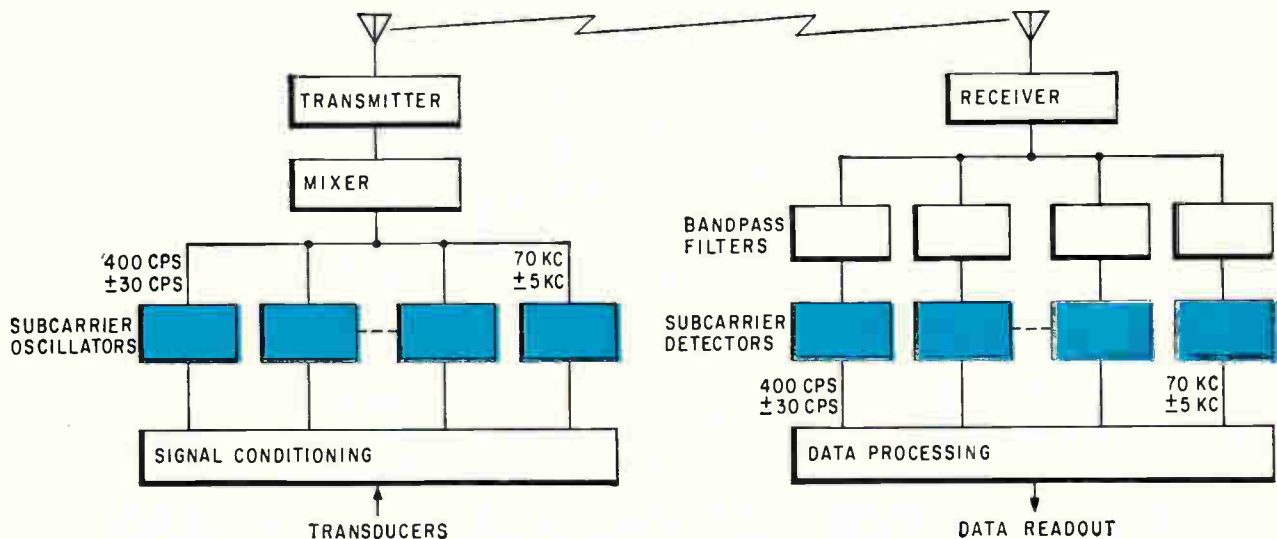 TRANSMITTER
MIXER
400 CPS
±30 CPS
70 KC
±5 KC
SUBCARRIER
OSCILLATORS
SIGNAL CONDITIONING
TRANSDUCERS
RECEIVER
BANDPASS
FILTERS
SUBCARRIER
DETECTORS
400 CPS
±30 CPS
70 KC
±5 KC
DATA PROCESSING
DATA READOUT